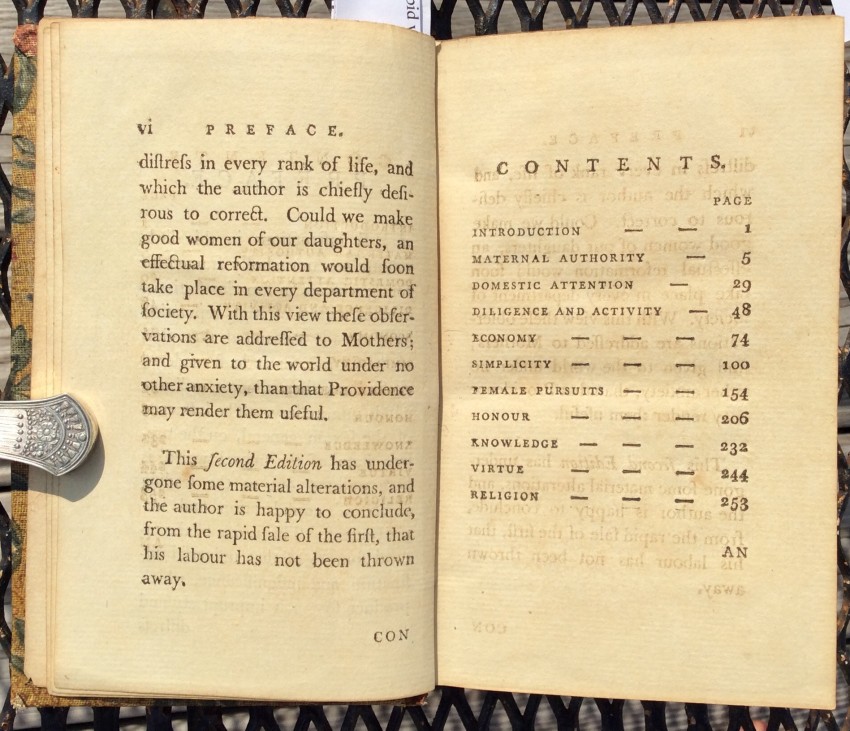 vi PREFACE.
diſtreſs in every rank of life, and
which the author is chiefly deſi-
rous to correct. Could we make
good women of our daughters, an
effectual reformation would ſoon
take place in every department of
ſociety. With this view theſe obſer-
vations are addreſſed to Mothers;
and given to the world under no
other anxiety, than that Providence
may render them uſeful.
This ſecond Edition has under-
gone ſome material alterations, and
the author is happy to conclude,
from the rapid ſale of the firſt, that
his labour has not been thrown
away.
CON
CONTENTS.
PAGE
INTRODUCTION — — 1
MATERNAL AUTHORITY — 5
DOMESTIC ATTENTION — 29
DILIGENCE AND ACTIVITY — 48
ECONOMY — — — 74
SIMPLICITY — — — 100
FEMALE PURSUITS — — 154
HONOUR — — — 206
KNOWLEDGE — — — 232
VIRTUE — — — 244
RELIGION — — — 253
AN